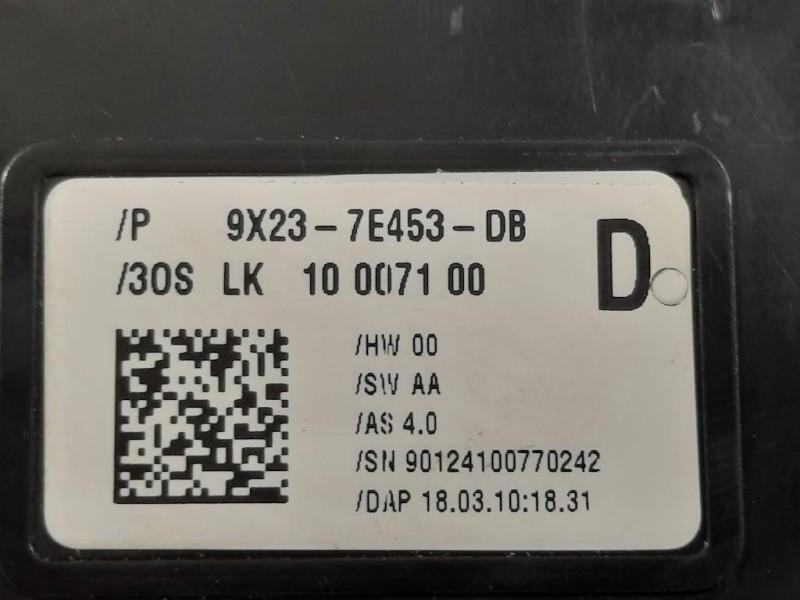 /P 9X23-7E453-DB
D
/30S LK 10 0071 00
/HW 00
/SW AA
/AS 4.0
/SN 90124100770242
/DAP 18.03.10:18.31